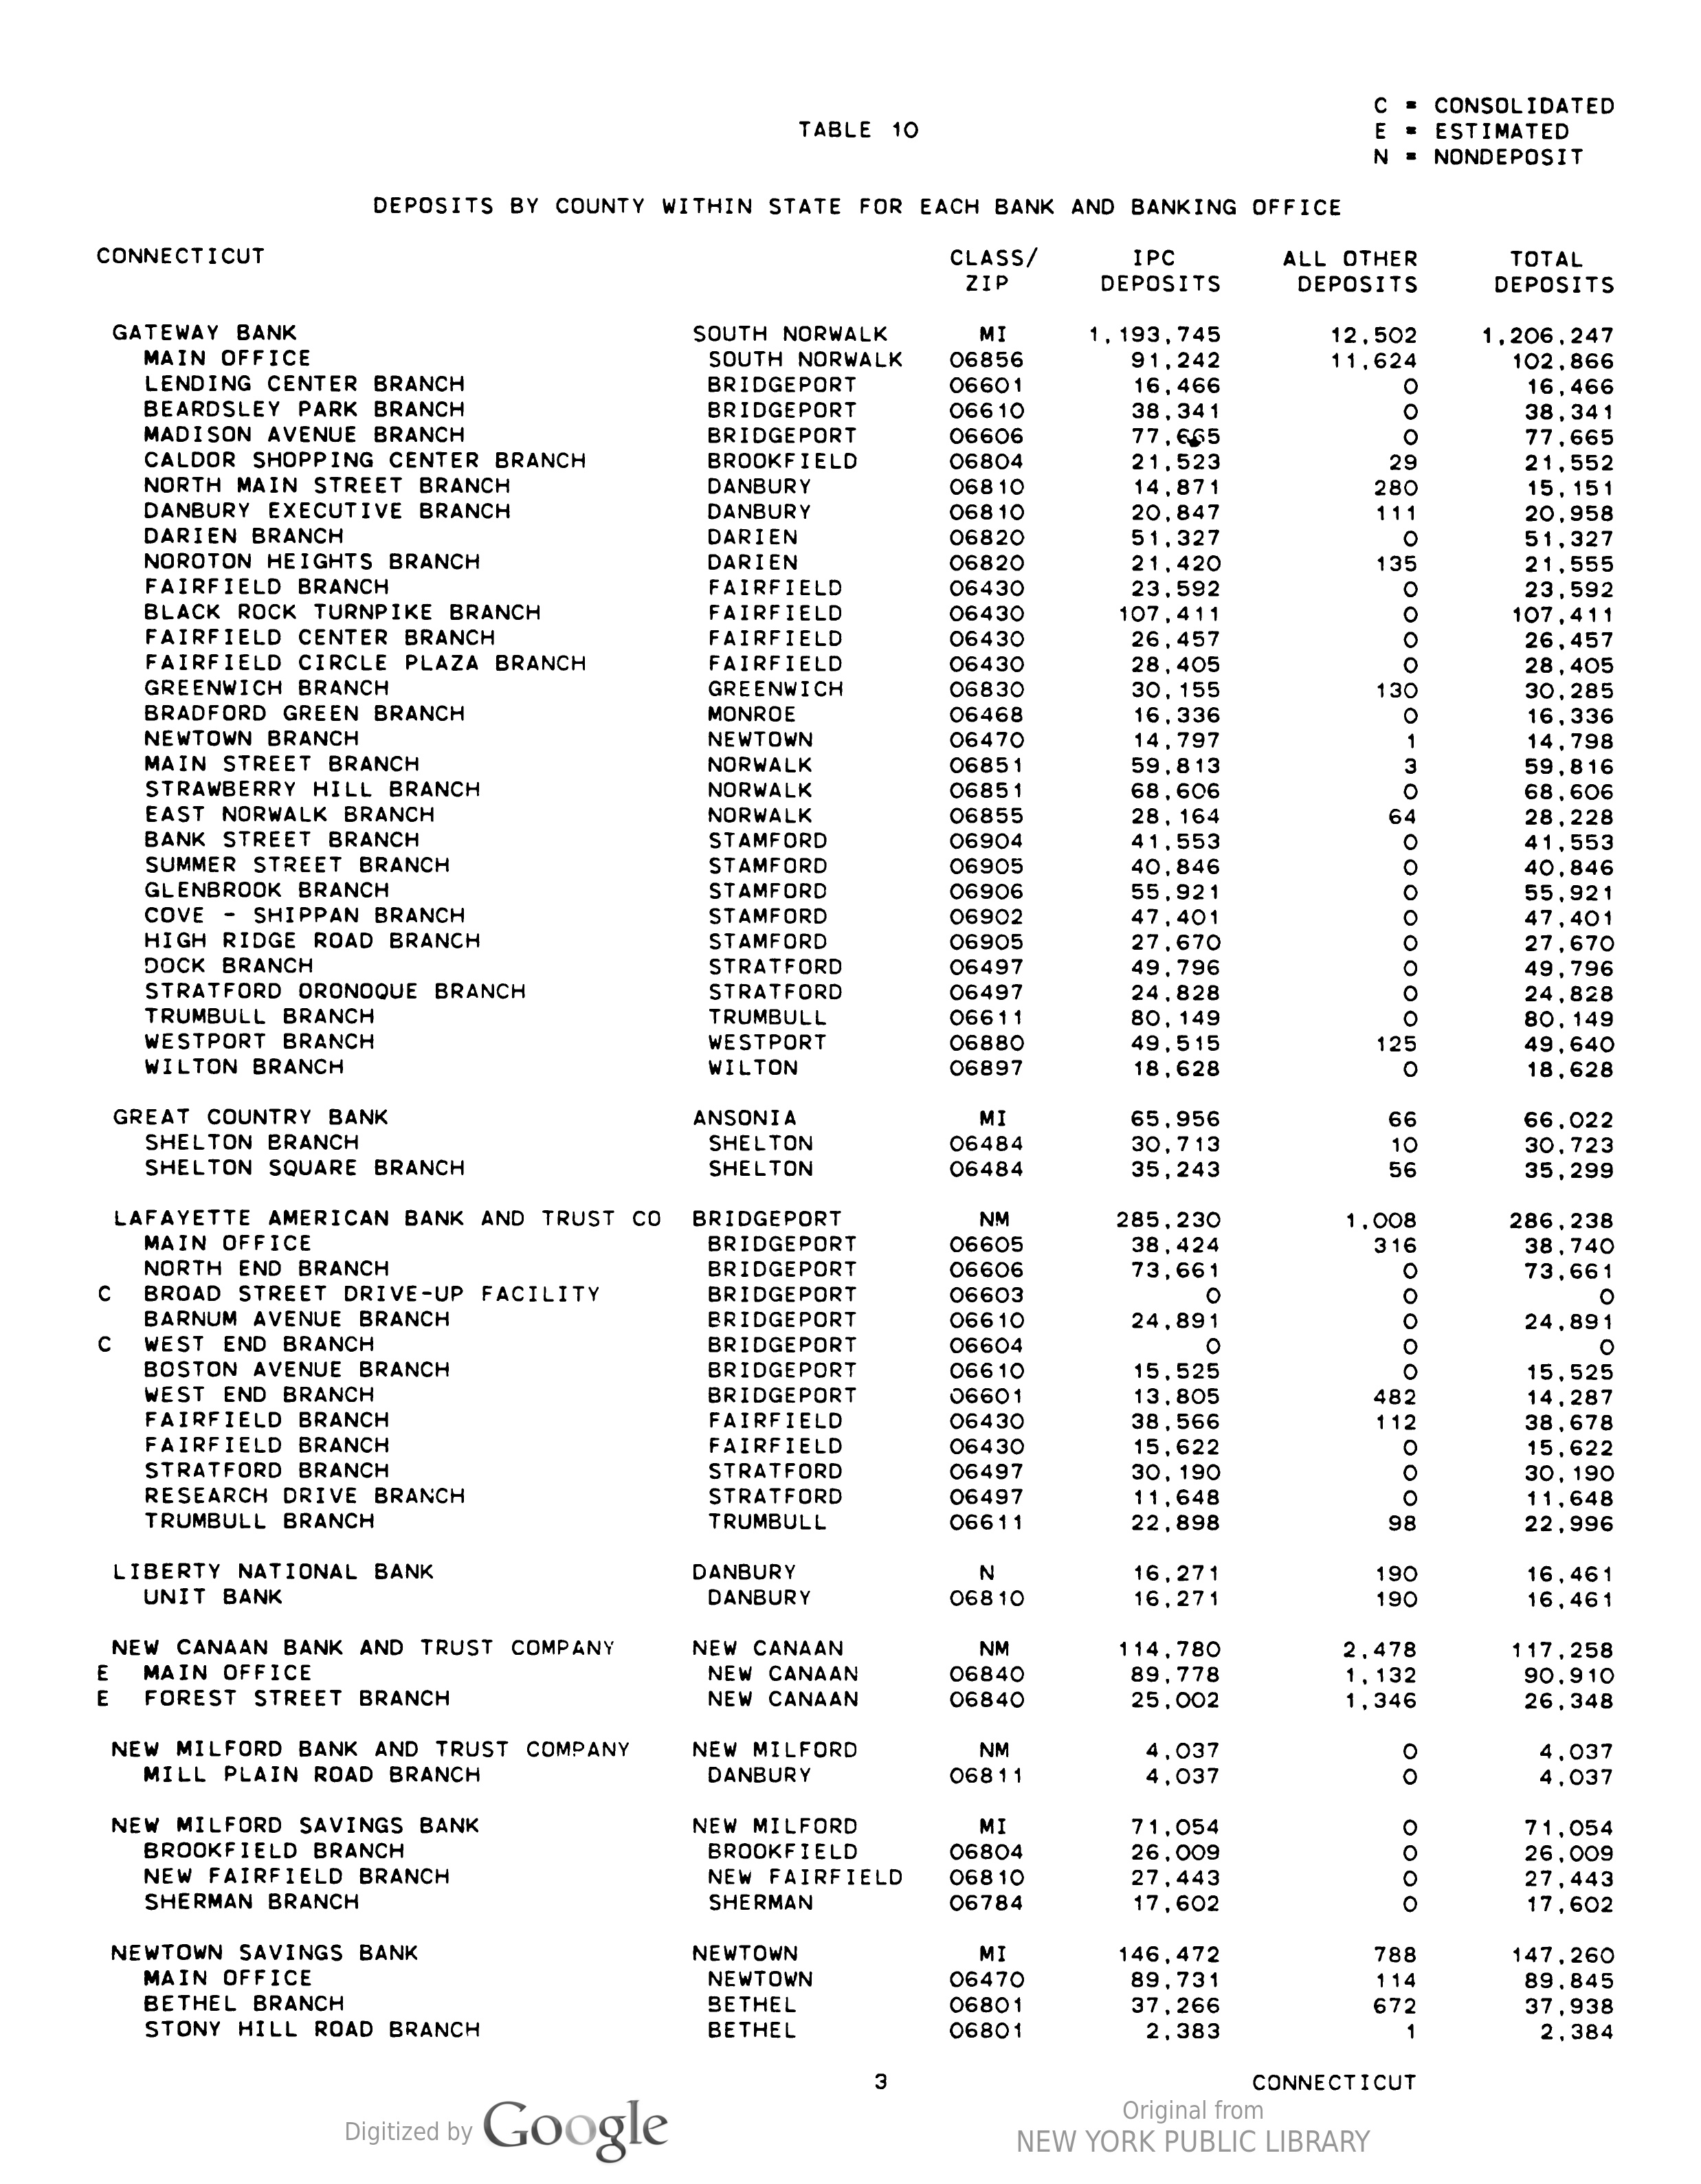 C = CONSOLIDATED
TABLE 10
E = ESTIMATED
N = NONDEPOSIT
DEPOSITS BY COUNTY WITHIN STATE FOR EACH BANK AND BANKING OFFICE
CONNECTICUT CLASS/ IPC ALL OTHER TOTAL
ZIP DEPOSITS DEPOSITS DEPOSITS
GATEWAY BANK SOUTH NORWALK MI 1,193,745 12,502 1,206,247
MAIN OFFICE SOUTH NORWALK 06856 91,242 11,624 102,866
LENDING CENTER BRANCH BRIDGEPORT 06601 16,466 0 16,466
BEARDSLEY PARK BRANCH BRIDGEPORT 06610 38,341 0 38,341
MADISON AVENUE BRANCH BRIDGEPORT 06606 77,665 0 77,665
CALDOR SHOPPING CENTER BRANCH BROOKFIELD 06804 21,523 29 21,552
NORTH MAIN STREET BRANCH DANBURY 06810 14,871 280 15,151
DANBURY EXECUTIVE BRANCH DANBURY 06810 20,847 111 20,958
DARIEN BRANCH DARIEN 06820 51,327 0 51,327
NOROTON HEIGHTS BRANCH DARIEN 06820 21,420 135 21,555
FAIRFIELD BRANCH FAIRFIELD 06430 23,592 0 23,592
BLACK ROCK TURNPIKE BRANCH FAIRFIELD 06430 107,411 0 107,411
FAIRFIELD CENTER BRANCH FAIRFIELD 06430 26,457 0 26,457
FAIRFIELD CIRCLE PLAZA BRANCH FAIRFIELD 06430 28,405 0 28,405
GREENWICH BRANCH GREENWICH 06830 30,155 130 30,285
BRADFORD GREEN BRANCH MONROE 06468 16,336 0 16,336
NEWTOWN BRANCH NEWTOWN 06470 14,797 1 14,798
MAIN STREET BRANCH NORWALK 06851 59,813 3 59,816
STRAWBERRY HILL BRANCH NORWALK 06851 68,606 0 68,606
EAST NORWALK BRANCH NORWALK 06855 28,164 64 28,228
BANK STREET BRANCH STAMFORD 06904 41,553 0 41,553
SUMMER STREET BRANCH STAMFORD 06905 40,846 0 40,846
GLENBROOK BRANCH STAMFORD 06906 55,921 0 55,921
COVE - SHIPPAN BRANCH STAMFORD 06902 47,401 0 47,401
HIGH RIDGE ROAD BRANCH STAMFORD 06905 27,670 0 27,670
DOCK BRANCH STRATFORD 06497 49,796 0 49,796
STRATFORD ORONOQUE BRANCH STRATFORD 06497 24,828 0 24,828
TRUMBULL BRANCH TRUMBULL 06611 80,149 0 80,149
WESTPORT BRANCH WESTPORT 06880 49,515 125 49,640
WILTON BRANCH WILTON 06897 18,628 0 18,628
GREAT COUNTRY BANK ANSONIA MI 65,956 66 66,022
SHELTON BRANCH SHELTON 06484 30,713 10 30,723
SHELTON SQUARE BRANCH SHELTON 06484 35,243 56 35,299
LAFAYETTE AMERICAN BANK AND TRUST CO BRIDGEPORT NM 285,230 1,008 286,238
MAIN OFFICE BRIDGEPORT 06605 38,424 316 38,740
NORTH END BRANCH BRIDGEPORT 06606 73,661 0 73,661
C BROAD STREET DRIVE-UP FACILITY BRIDGEPORT 06603 0 0 0
BARNUM AVENUE BRANCH BRIDGEPORT 06610 24,891 0 24,891
C WEST END BRANCH BRIDGEPORT 06604 0 0 0
BOSTON AVENUE BRANCH BRIDGEPORT 06610 15,525 0 15,525
WEST END BRANCH BRIDGEPORT 06601 13,805 482 14,287
FAIRFIELD BRANCH FAIRFIELD 06430 38,566 112 38,678
FAIRFIELD BRANCH FAIRFIELD 06430 15,622 0 15,622
STRATFORD BRANCH STRATFORD 06497 30,190 0 30,190
RESEARCH DRIVE BRANCH STRATFORD 06497 11,648 0 11,648
TRUMBULL BRANCH TRUMBULL 06611 22,898 98 22,996
LIBERTY NATIONAL BANK DANBURY N 16,271 190 16,461
UNIT BANK DANBURY 06810 16,271 190 16,461
NEW CANAAN BANK AND TRUST COMPANY NEW CANAAN NM 114,780 2,478 117,258
E MAIN OFFICE NEW CANAAN 06840 89,778 1,132 90,910
E FOREST STREET BRANCH NEW CANAAN 06840 25,002 1,346 26,348
NEW MILFORD BANK AND TRUST COMPANY NEW MILFORD NM 4,037 0 4,037
MILL PLAIN ROAD BRANCH DANBURY 06811 4,037 0 4,037
NEW MILFORD SAVINGS BANK NEW MILFORD MI 71,054 0 71,054
BROOKFIELD BRANCH BROOKFIELD 06804 26,009 0 26,009
NEW FAIRFIELD BRANCH NEW FAIRFIELD 06810 27,443 0 27,443
SHERMAN BRANCH SHERMAN 06784 17,602 0 17,602
NEWTOWN SAVINGS BANK NEWTOWN MI 146,472 788 147,260
MAIN OFFICE NEWTOWN 06470 89,731 114 89,845
BETHEL BRANCH BETHEL 06801 37,266 672 37,938
STONY HILL ROAD BRANCH BETHEL 06801 2,383 1 2,384
3 CONNECTICUT
Digitized by Google
Original from
NEW YORK PUBLIC LIBRARY